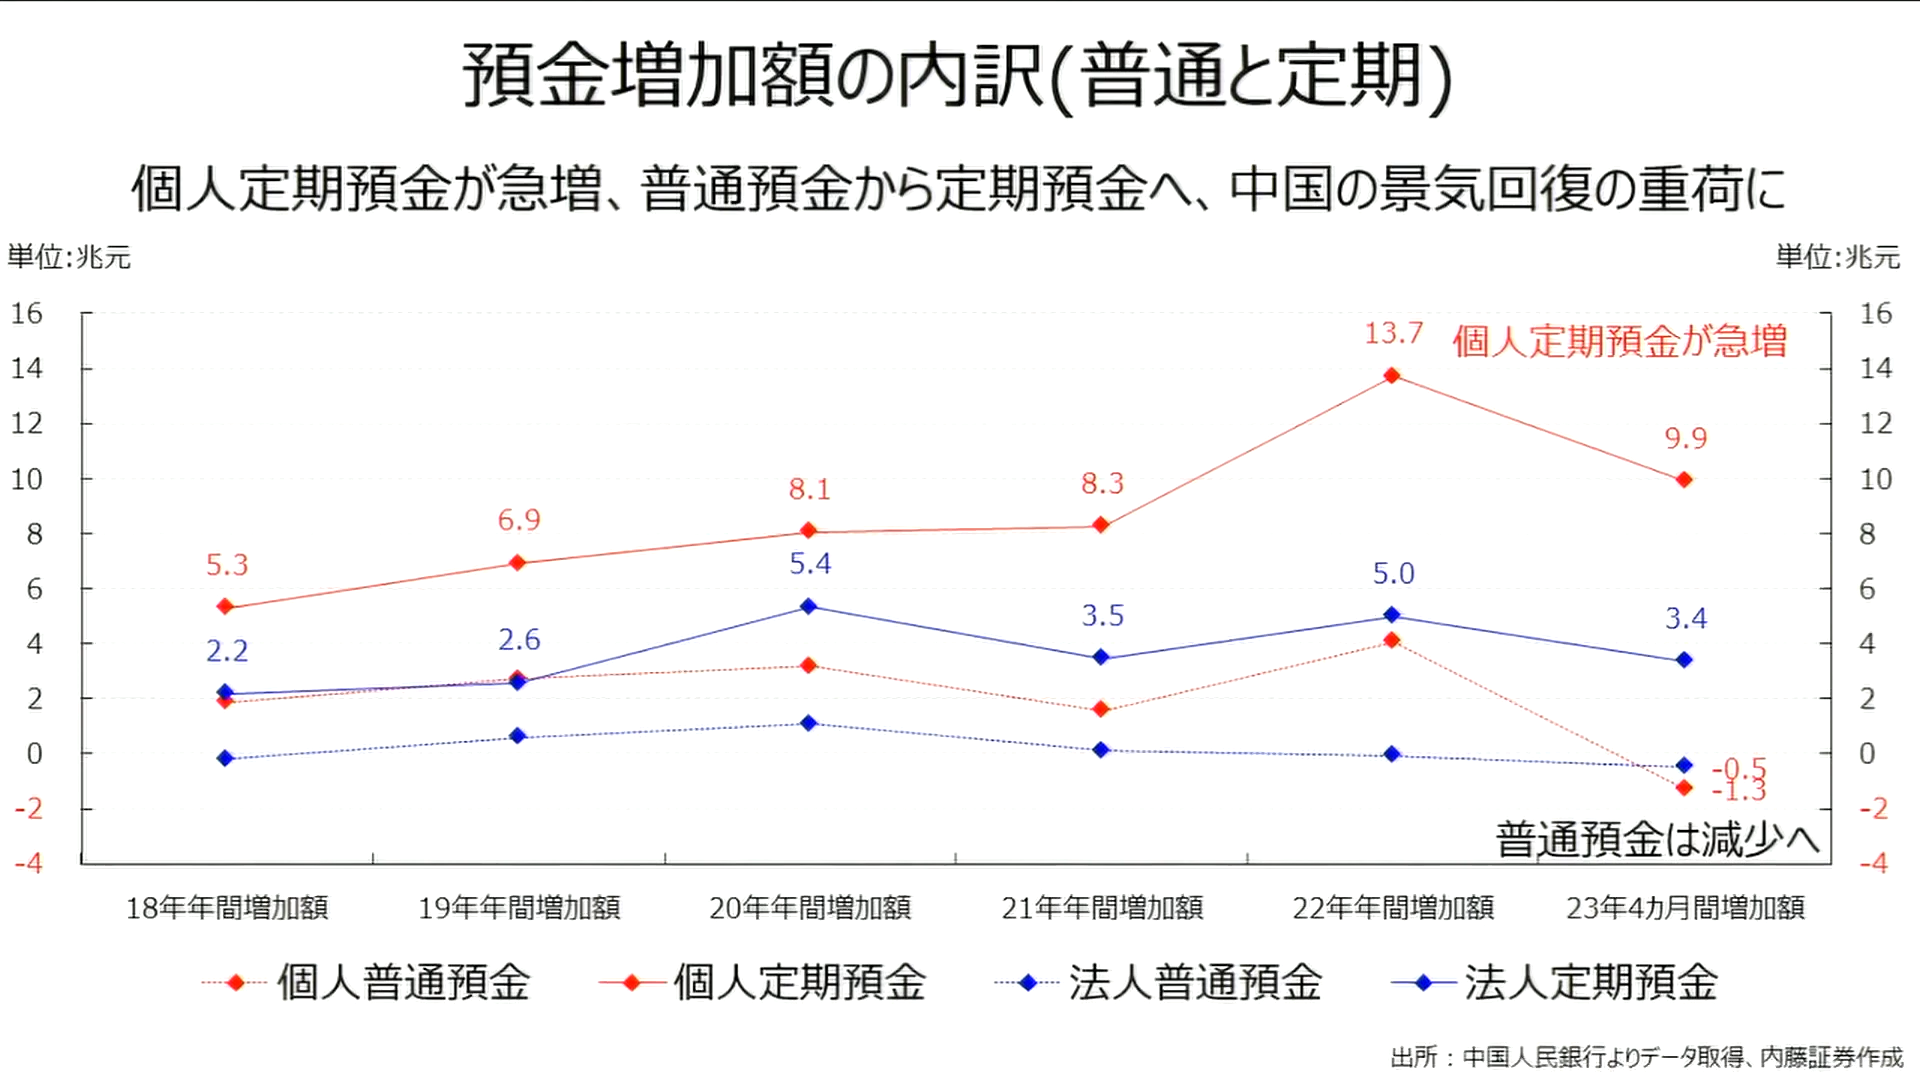 預金増加額の内訳(普通と定期)
個人定期預金が急増、普通預金から定期預金へ、中国の景気回復の重荷に
単位:兆元 単位:兆元
16 16
13.7 個人定期預金が急増
14 14
12 12
9.9
10 10
8.1 8.3
6.9
8 8
5.3 5.4
5.0
6 6
3.5 3.4
2.2 2.6
4 4
2 2
0 0
-0.5
-1.3
-2 -2
普通預金は減少へ
-4 -4
18年年間増加額 19年年間増加額 20年年間増加額 21年年間増加額 22年年間増加額 23年4カ月間増加額
個人普通預金 個人定期預金 法人普通預金 法人定期預金
出所：中国人民銀行よりデータ取得、内藤証券作成